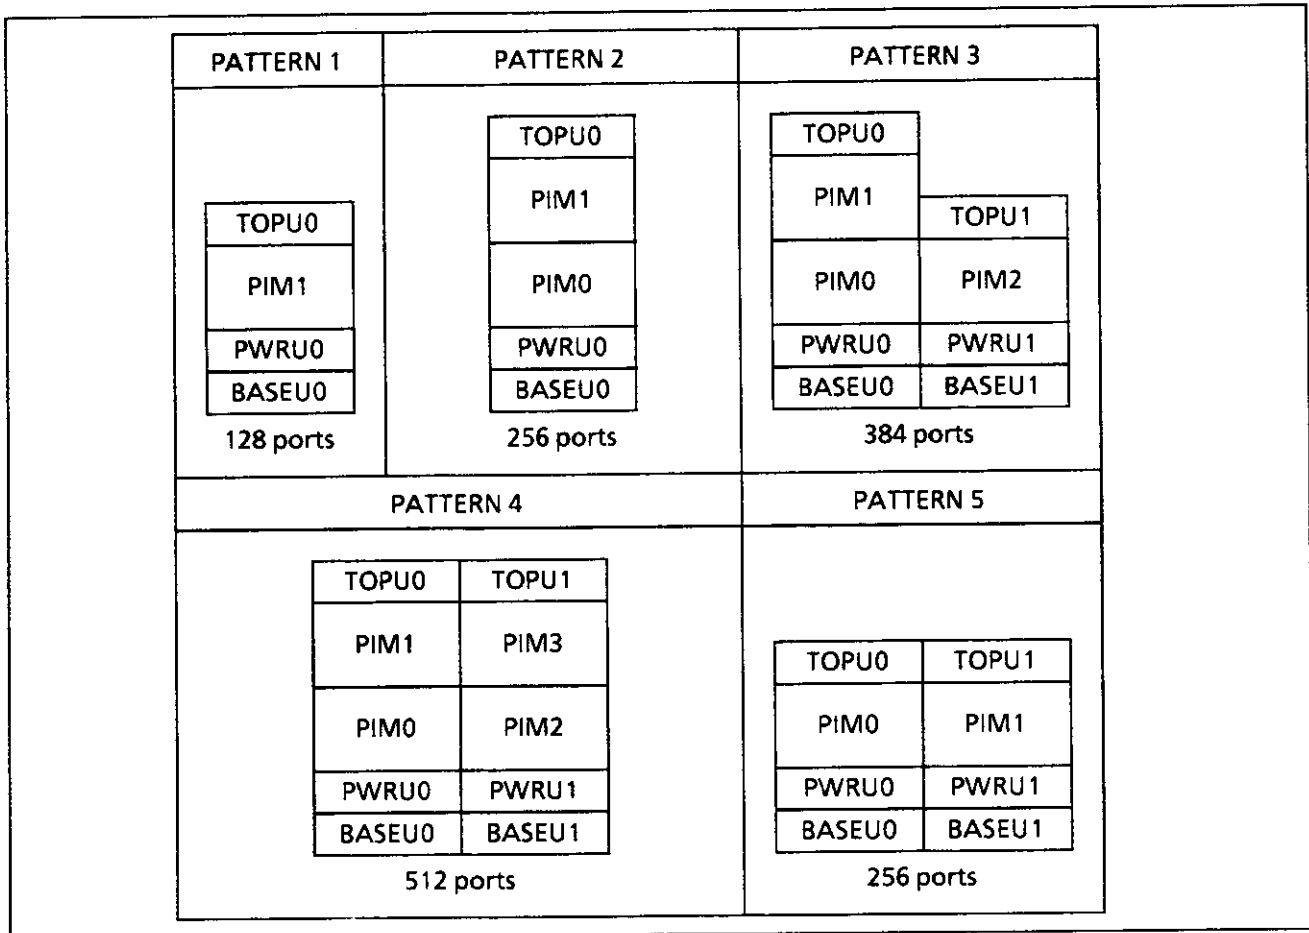 PATTERN 1 PATTERN 2 PATTERN 3
TOPU0
PIM1
PWRU0
BASEU0
128 ports
TOPU0
PIM1
PIM0
PWRU0
BASEU0
256 ports
TOPU0
PIM1 TOPU1
PIM0 PIM2
PWRU0 PWRU1
BASEU0 BASEU1
384 ports
PATTERN 4 PATTERN 5
TOPU0 TOPU1
PIM1 PIM3
PIM0 PIM2
PWRU0 PWRU1
BASEU0 BASEU1
512 ports
TOPU0 TOPU1
PIM0 PIM1
PWRU0 PWRU1
BASEU0 BASEU1
256 ports